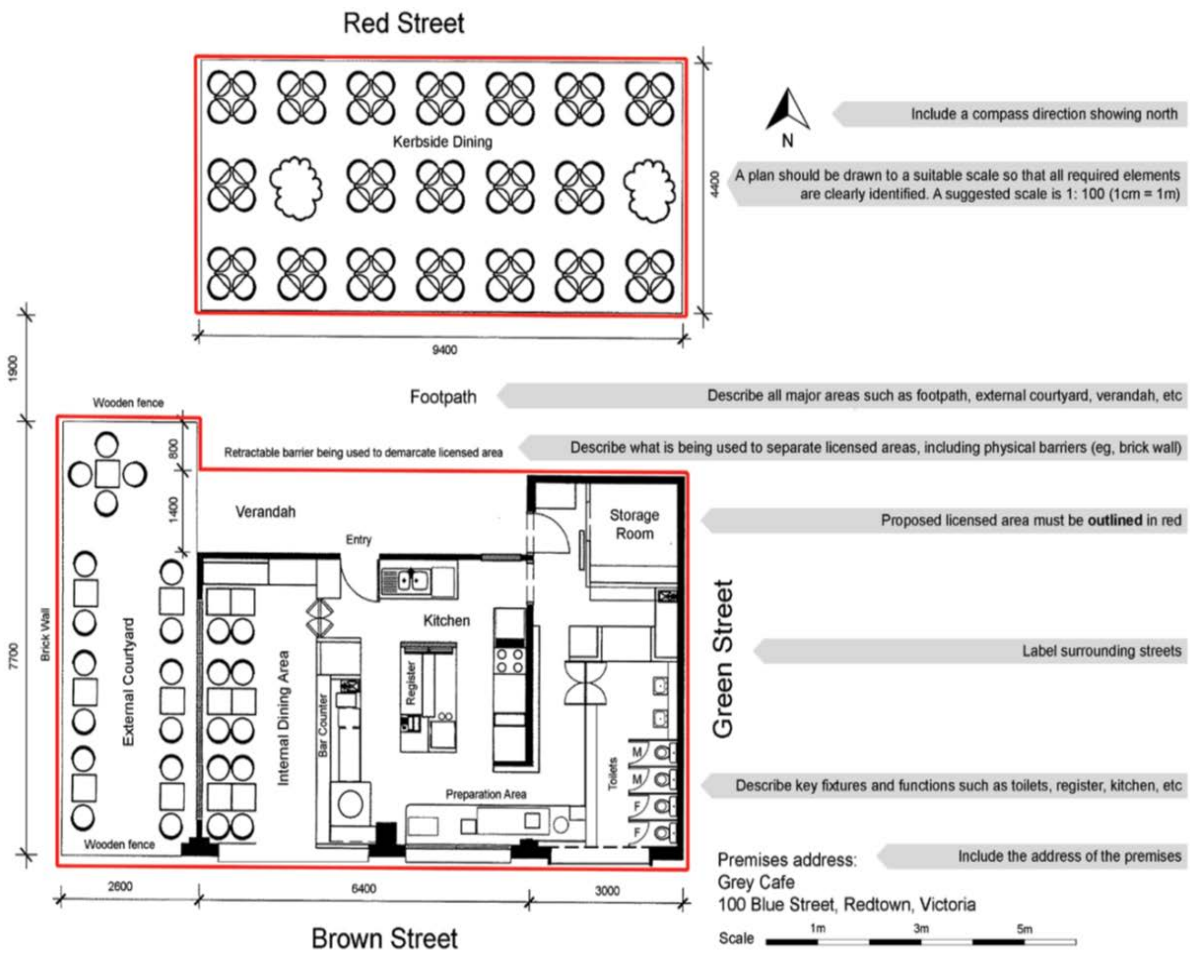 Red Street
Kerbside Dining
N
Include a compass direction showing north
A plan should be drawn to a suitable scale so that all required elements
are clearly identified. A suggested scale is 1: 100 (1cm = 1m)
4400
9400
1900
Footpath
Describe all major areas such as footpath, external courtyard, verandah, etc
Wooden fence
800
Retractable barrier being used to demarcate licensed area
Describe what is being used to separate licensed areas, including physical barriers (eg, brick wall)
1400
Verandah
Entry
Storage
Room
Proposed licensed area must be outlined in red
Kitchen
7700
Brick Wall
External Courtyard
Internal Dining Area
Bar Counter
Register
Green Street
Label surrounding streets
Toilets
M
M
F
F
Describe key fixtures and functions such as toilets, register, kitchen, etc
Preparation Area
Wooden fence
Premises address:
Include the address of the premises
Grey Cafe
100 Blue Street, Redtown, Victoria
2600
6400
3000
Brown Street
Scale
1m
3m
5m